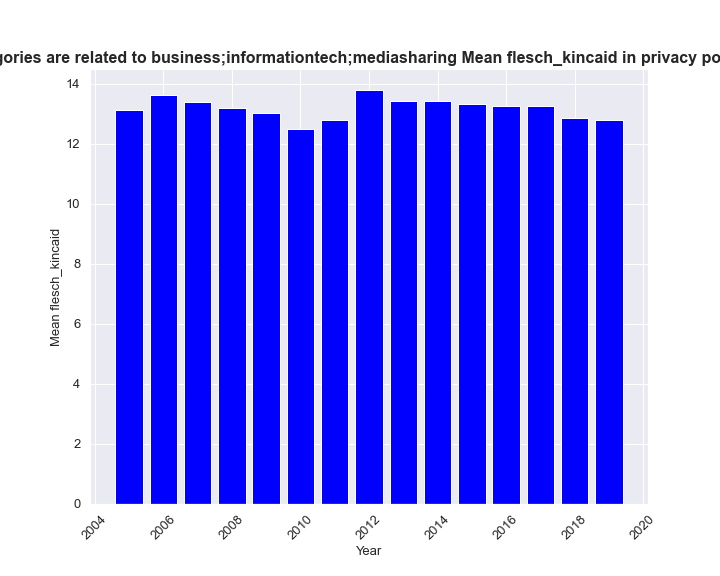 gories are related to business;informationtech;mediasharing Mean flesch_kincaid in privacy po
14
12
10
8
6
4
2
0
Mean flesch_kincaid
2004 2006 2008 2010 2012 2014 2016 2018 2020
Year